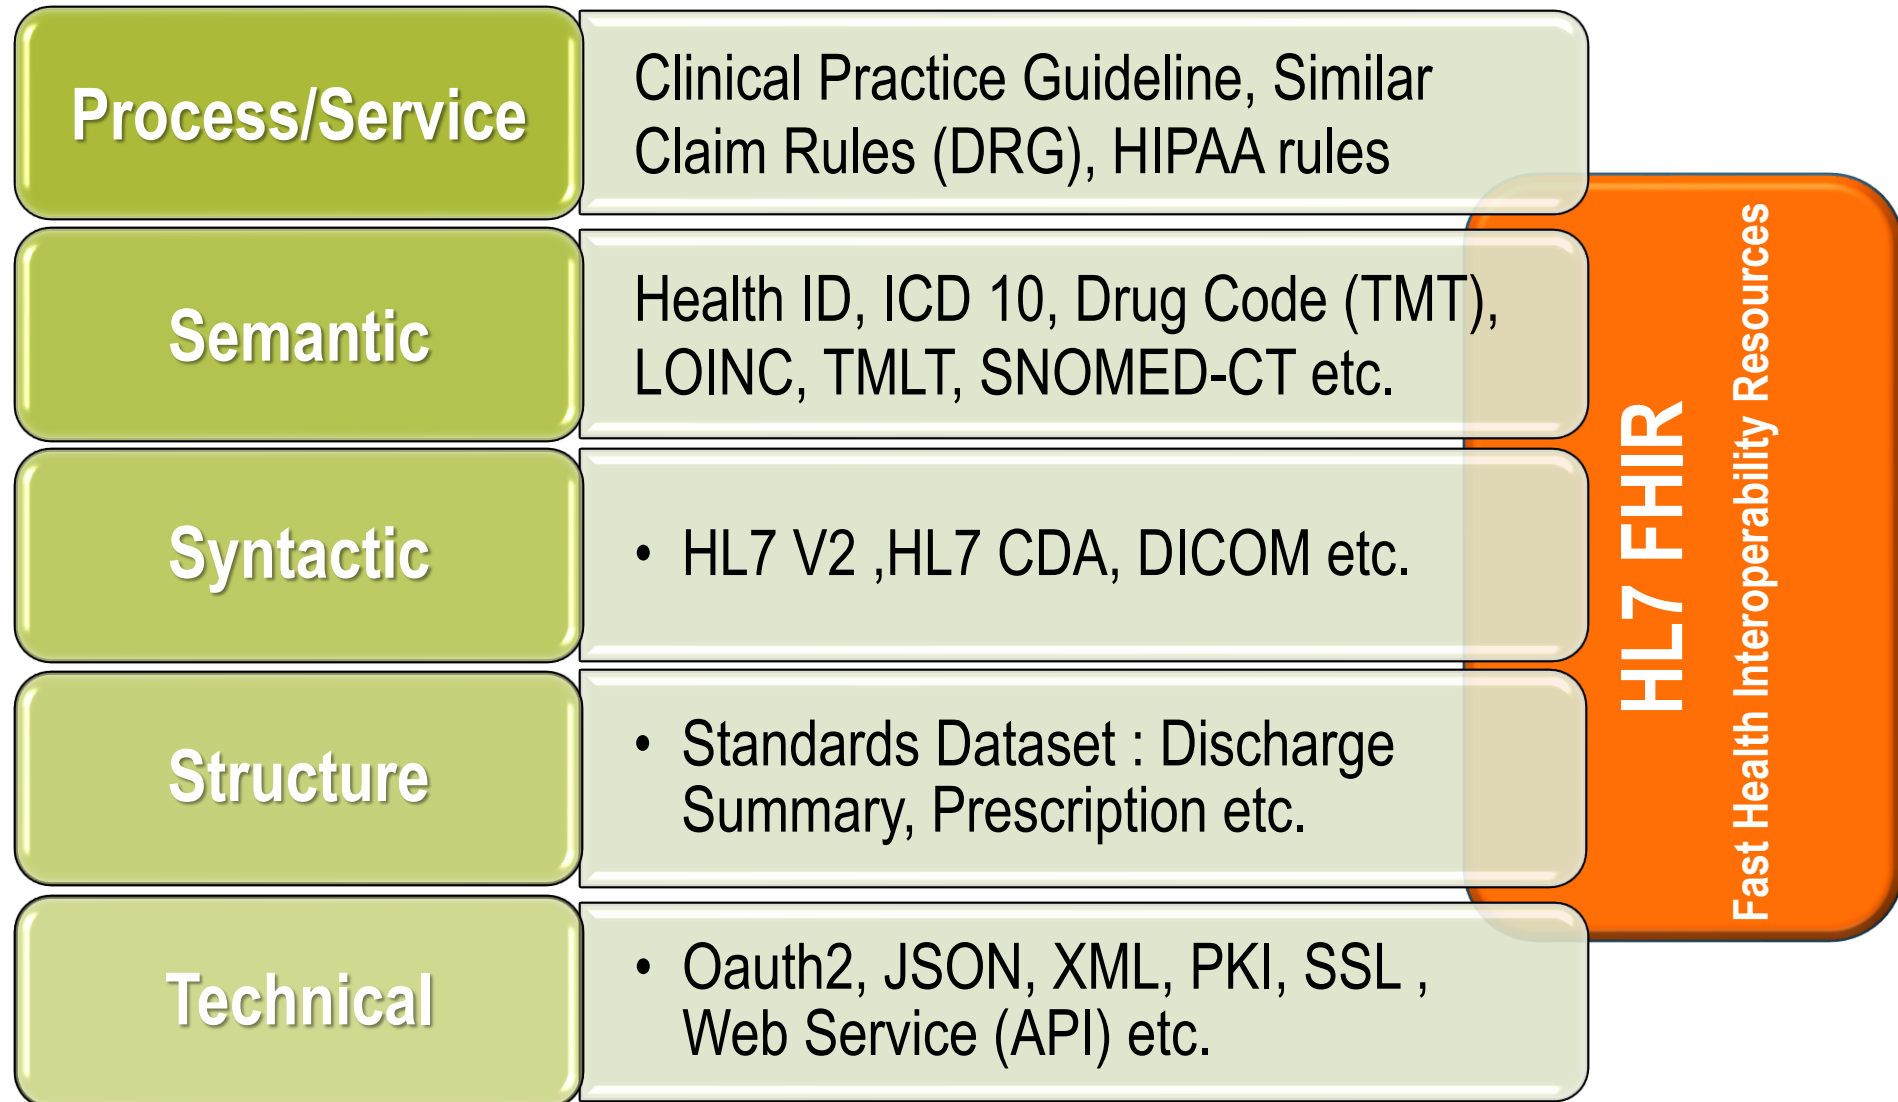 Process/Service
Clinical Practice Guideline, Similar
Claim Rules (DRG), HIPAA rules
Semantic
Health ID, ICD 10, Drug Code (TMT),
LOINC, TMLT, SNOMED-CT etc.
Syntactic
• HL7 V2 ,HL7 CDA, DICOM etc.
Structure
• Standards Dataset : Discharge
Summary, Prescription etc.
Technical
• Oauth2, JSON, XML, PKI, SSL ,
Web Service (API) etc.
HL7 FHIR
Fast Health Interoperability Resources